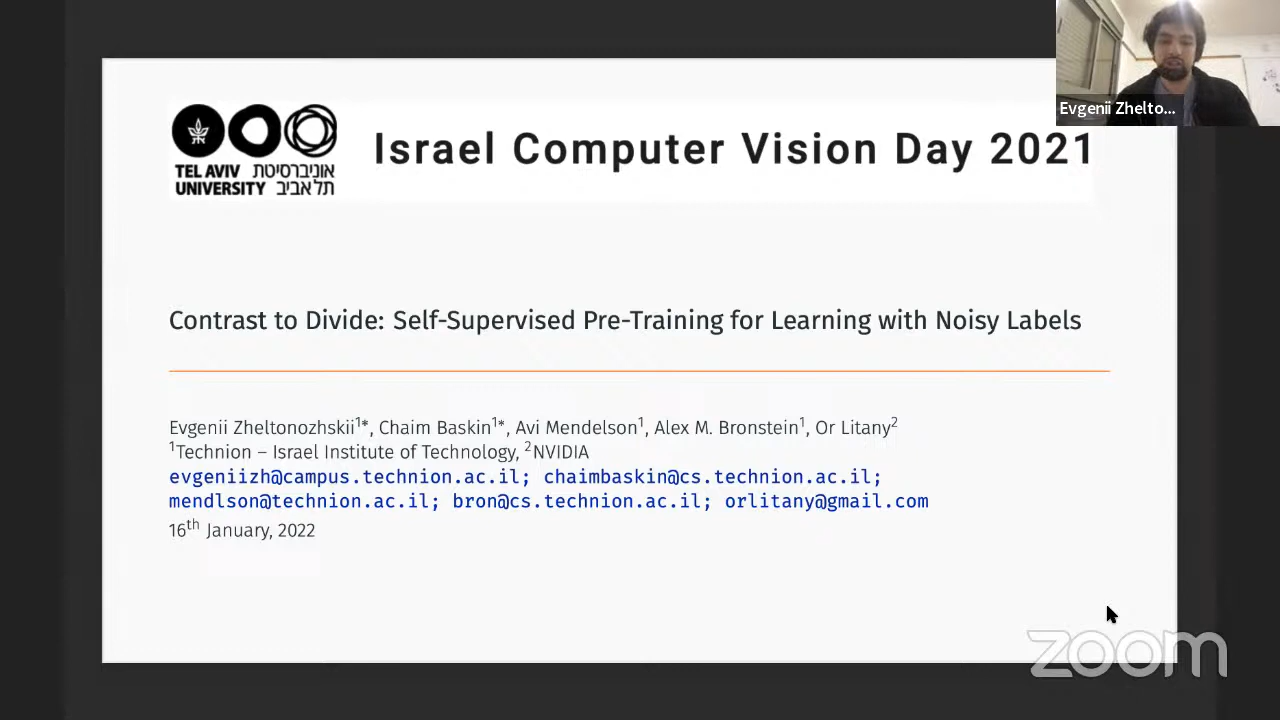 TEL AVIV אוניברסיטת
UNIVERSITY תל אביב
Israel Computer Vision Day 2021
Evgenii Zhelto...
Contrast to Divide: Self-Supervised Pre-Training for Learning with Noisy Labels
Evgenii Zheltonozhskii¹*, Chaim Baskin¹*, Avi Mendelson¹, Alex M. Bronstein¹, Or Litany²
¹Technion – Israel Institute of Technology, ²NVIDIA
evgeniizh@campus.technion.ac.il; chaimbaskin@cs.technion.ac.il;
mendlson@technion.ac.il; bron@cs.technion.ac.il; orlitany@gmail.com
16th January, 2022
zoom